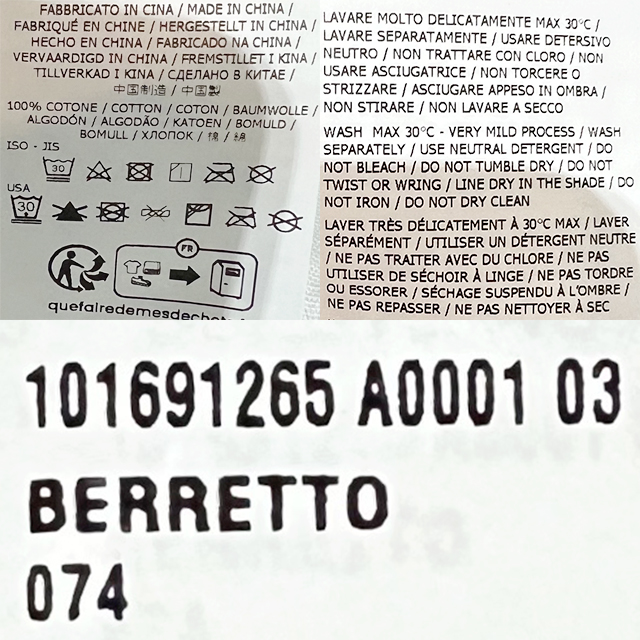 FABBRICATO IN CINA / MADE IN CHINA /
FABRIQUÉ EN CHINE / HERGESTELLT IN CHINA /
HECHO EN CHINA / FABRICADO NA CHINA /
VERVAARDIGD IN CHINA / FREMSTILLET I KINA /
TILLVERKAD I KINA / СДЕЛАНО В КИТАЕ /
中国制造 / 中国製
100% COTONE / COTTON / COTON / BAUMWOLLE /
ALGODÓN / ALGODÃO / KATOEN / BOMULD /
BOMULL / ХЛОПОК / 棉 / 綿
ISO - JIS
30
USA
30
FR
quefairedemesdechets.
LAVARE MOLTO DELICATAMENTE MAX 30°C /
LAVARE SEPARATAMENTE / USARE DETERSIVO
NEUTRO / NON TRATTARE CON CLORO / NON
USARE ASCIUGATRICE / NON TORCERE O
STRIZZARE / ASCIUGARE APPESO IN OMBRA /
NON STIRARE / NON LAVARE A SECCO
WASH MAX 30°C - VERY MILD PROCESS / WASH
SEPARATELY / USE NEUTRAL DETERGENT / DO
NOT BLEACH / DO NOT TUMBLE DRY / DO NOT
TWIST OR WRING / LINE DRY IN THE SHADE / DO
NOT IRON / DO NOT DRY CLEAN
LAVER TRÈS DÉLICATEMENT À 30°C MAX / LAVER
SÉPARÉMENT / UTILISER UN DÉTERGENT NEUTRE
/ NE PAS TRAITER AVEC DU CHLORE / NE PAS
UTILISER DE SÉCHOIR À LINGE / NE PAS TORDRE
OU ESSORER / SÉCHAGE SUSPENDU À L'OMBRE /
NE PAS REPASSER / NE PAS NETTOYER À SEC
101691265 A0001 03
BERRETTO
074